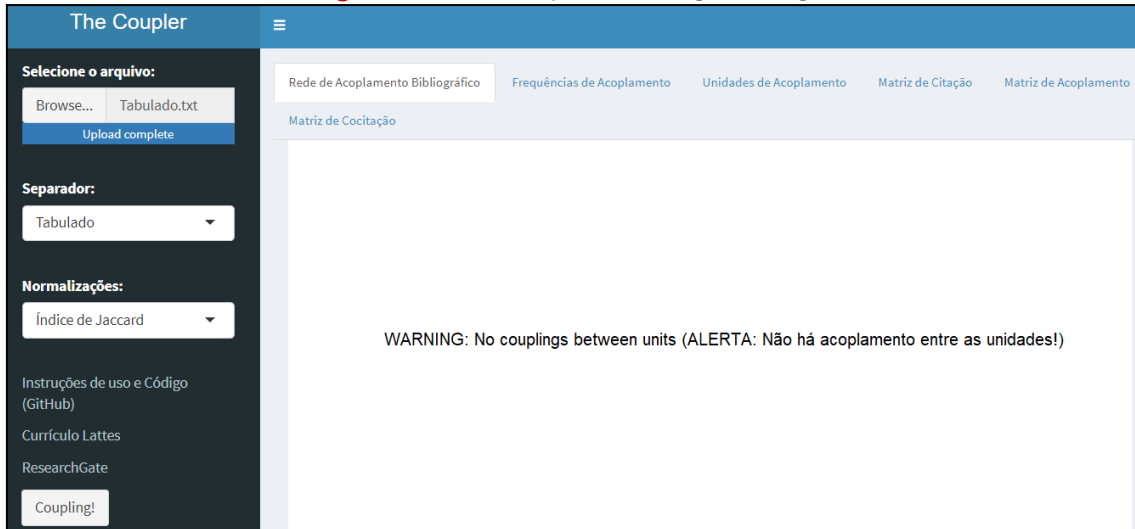 The Coupler
Selecione o arquivo:
Browse... Tabulado.txt
Upload complete
Separador:
Tabulado
Normalizações:
Índice de Jaccard
Instruções de uso e Código
(GitHub)
Currículo Lattes
ResearchGate
Coupling!
Rede de Acoplamento Bibliográfico Frequências de Acoplamento Unidades de Acoplamento Matriz de Citação Matriz de Acoplamento
Matriz de Cocitação
WARNING: No couplings between units (ALERTA: Não há acoplamento entre as unidades!)